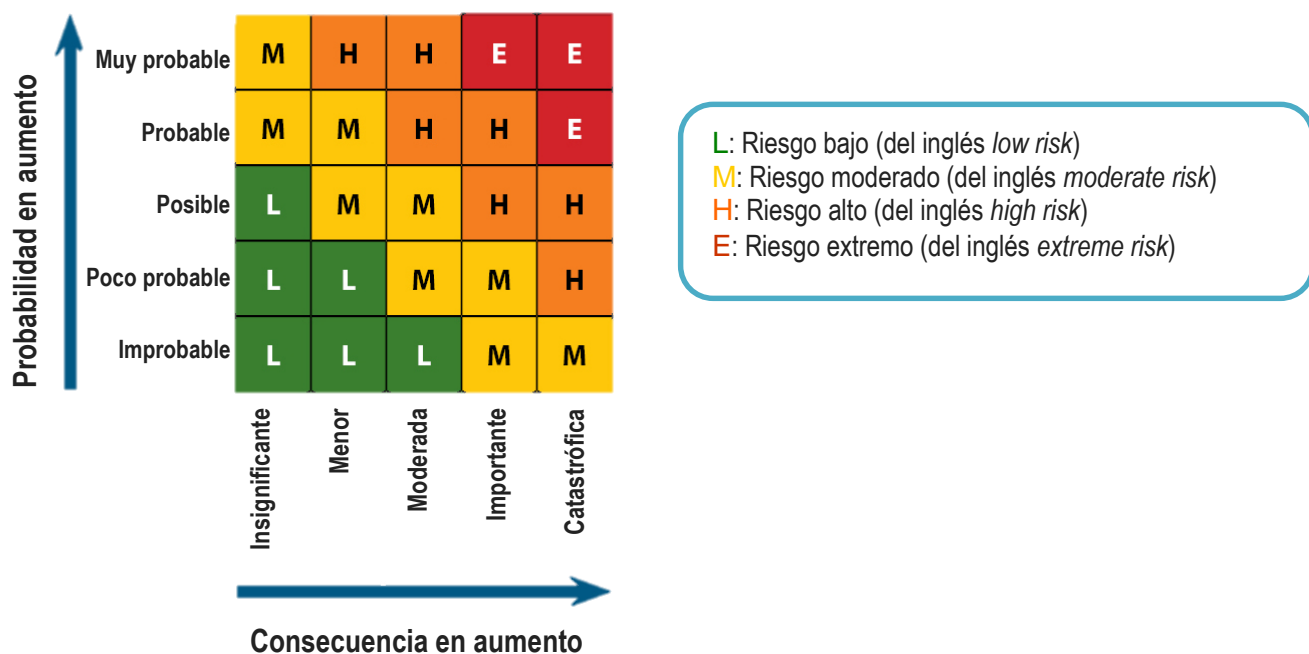 Probabilidad en aumento
Muy probable M H H E E
Probable M M H H E
Posible L M M H H
Poco probable L L M M H
Improbable L L L M M
Insignificante
Menor
Moderada
Importante
Catastrófica
Consecuencia en aumento
L: Riesgo bajo (del inglés low risk)
M: Riesgo moderado (del inglés moderate risk)
H: Riesgo alto (del inglés high risk)
E: Riesgo extremo (del inglés extreme risk)